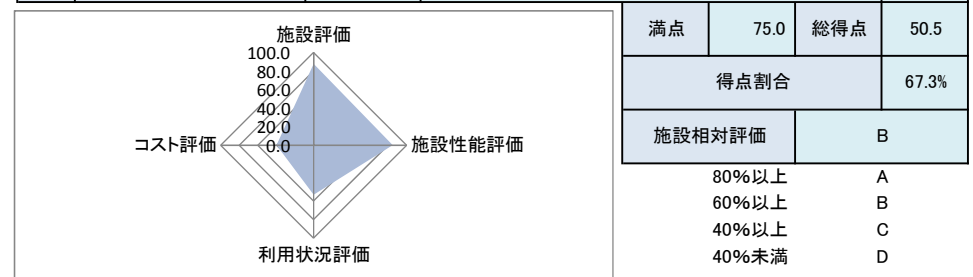 施設評価
100.0
80.0
60.0
40.0
20.0
0.0
コスト評価
施設性能評価
利用状況評価
満点 75.0 総得点 50.5
得点割合 67.3%
施設相対評価 B
80%以上 A
60%以上 B
40%以上 C
40%未満 D